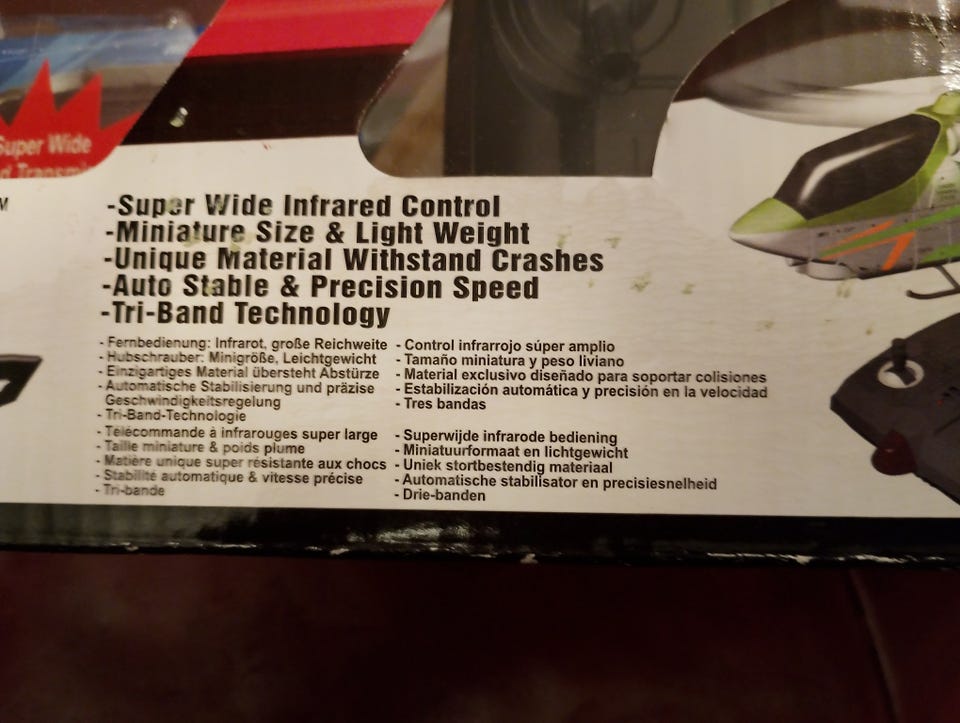 Super Wide
M
-Super Wide Infrared Control
-Miniature Size & Light Weight
-Unique Material Withstand Crashes
-Auto Stable & Precision Speed
-Tri-Band Technology
- Fernbedienung: Infrarot, große Reichweite
- Hubschrauber: Minigröße, Leichtgewicht
- Einzigartiges Material übersteht Abstürze
- Automatische Stabilisierung und präzise
Geschwindigkeitsregelung
- Tri-Band-Technologie
- Télécommande à infrarouges super large
- Taille miniature & poids plume
- Matière unique super résistante aux chocs
- Stabilité automatique & vitesse précise
- Tri-bande
- Control infrarrojo súper amplio
- Tamaño miniatura y peso liviano
- Material exclusivo diseñado para soportar colisiones
- Estabilización automática y precisión en la velocidad
- Tres bandas
- Superwijde infrarode bediening
- Miniatuurformaat en lichtgewicht
- Uniek stortbestendig materiaal
- Automatische stabilisator en precisiesnelheid
- Drie-banden